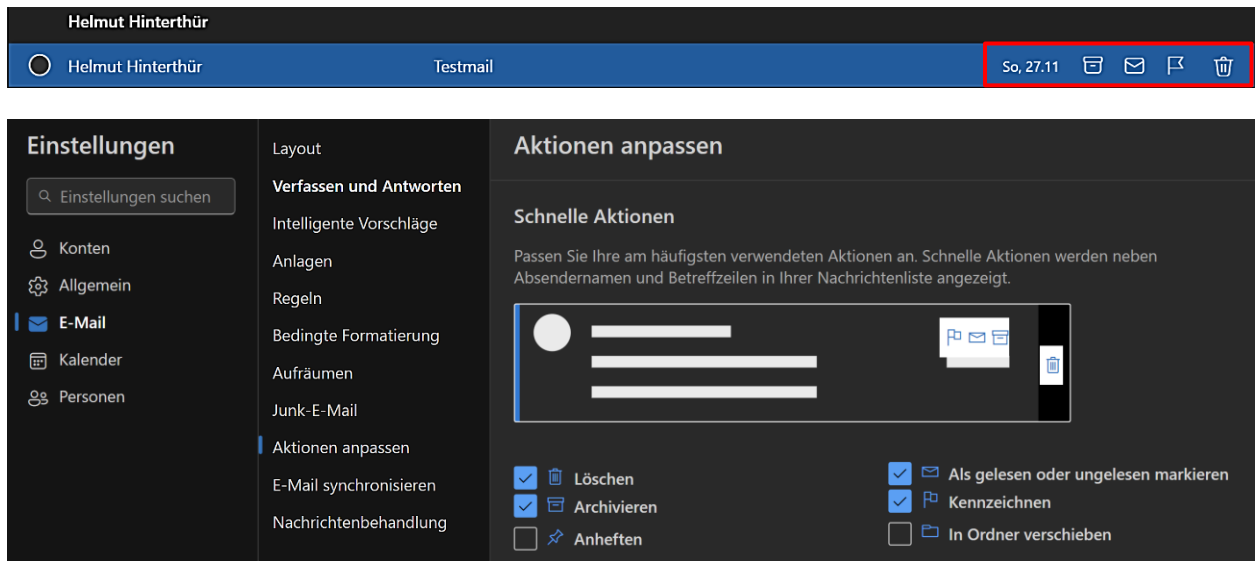 Helmut Hinterthür
Helmut Hinterthür Testmail So, 27.11
Einstellungen
Einstellungen suchen
Konten
Allgemein
E-Mail
Kalender
Personen
Layout
Verfassen und Antworten
Intelligente Vorschläge
Anlagen
Regeln
Bedingte Formatierung
Aufräumen
Junk-E-Mail
Aktionen anpassen
E-Mail synchronisieren
Nachrichtenbehandlung
Aktionen anpassen
Schnelle Aktionen
Passen Sie Ihre am häufigsten verwendeten Aktionen an. Schnelle Aktionen werden neben
Absendernamen und Betreffzeilen in Ihrer Nachrichtenliste angezeigt.
Löschen
Archivieren
Anheften
Als gelesen oder ungelesen markieren
Kennzeichnen
In Ordner verschieben